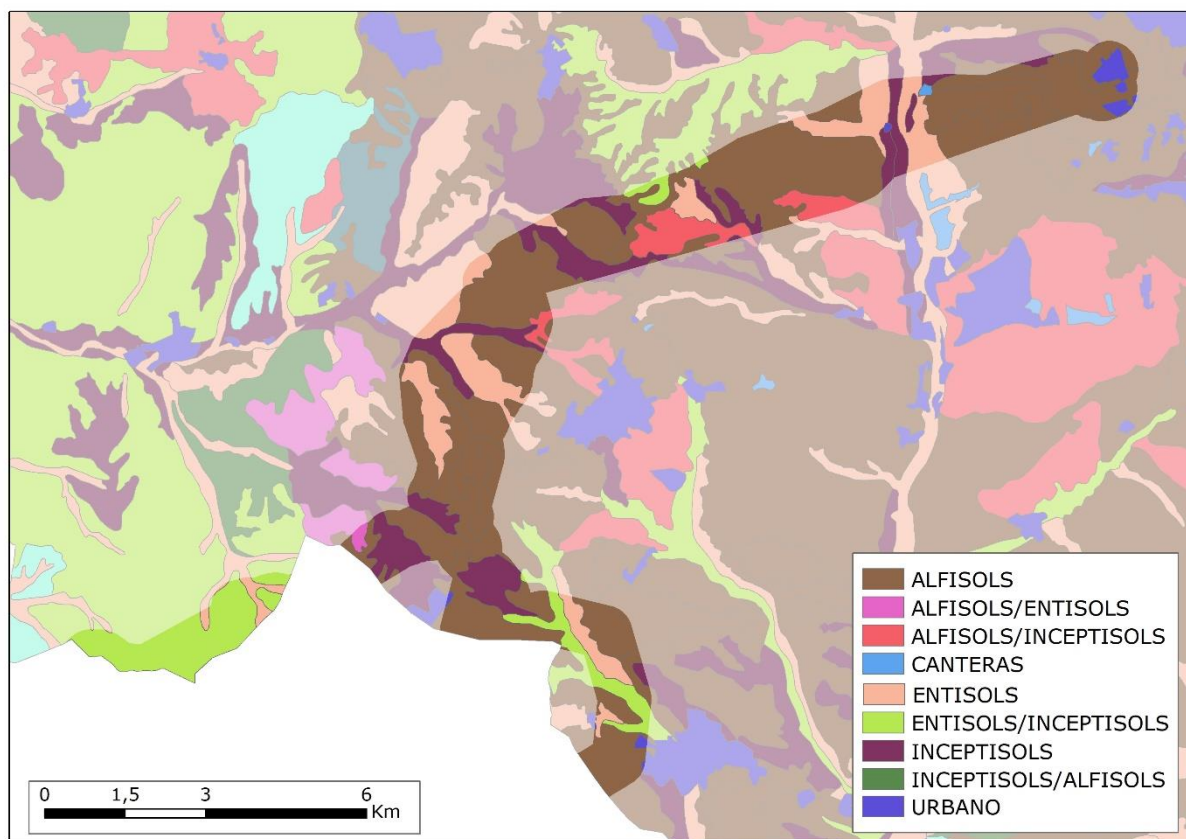 ALFISOLS
ALFISOLS/ENTISOLS
ALFISOLS/INCEPTISOLS
CANTERAS
ENTISOLS
ENTISOLS/INCEPTISOLS
INCEPTISOLS
INCEPTISOLS/ALFISOLS
URBANO
0 1,5 3 6
Km